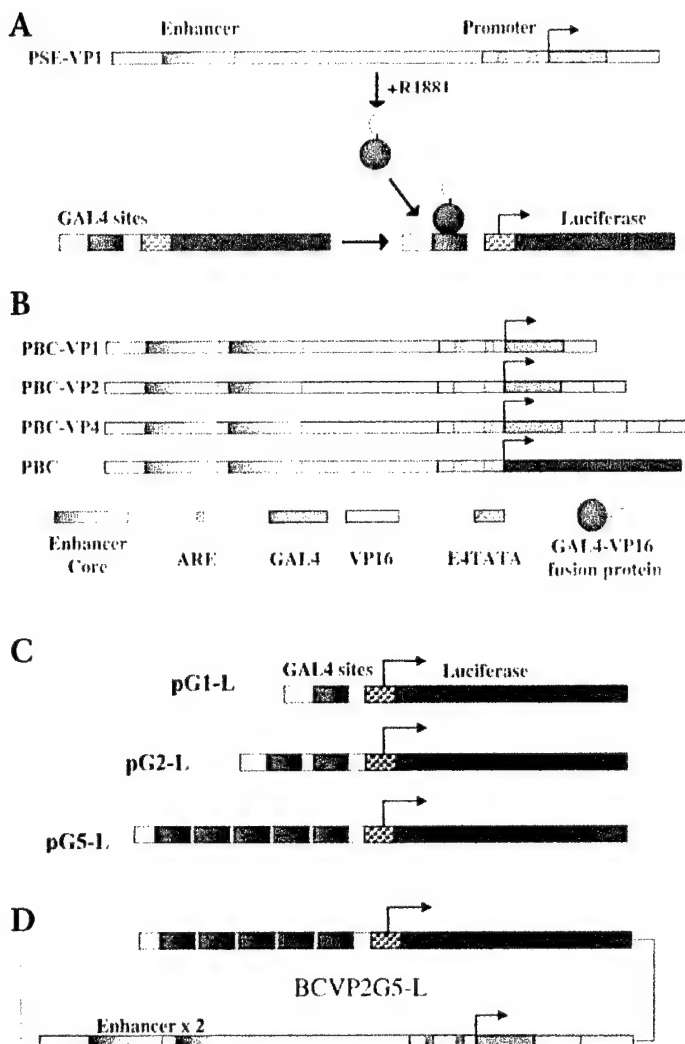 A
Enhancer Promoter
PSE-VP1
+R1881
GAL4 sites Luciferase
B
PBC-VP1
PBC-VP2
PBC-VP4
PBC
Enhancer Core ARE GAL4 VP16 E4TATA GAL4-VP16 fusion protein
C
GAL4 sites Luciferase
pG1-L
pG2-L
pG5-L
D
BCVP2G5-L
Enhancer x 2